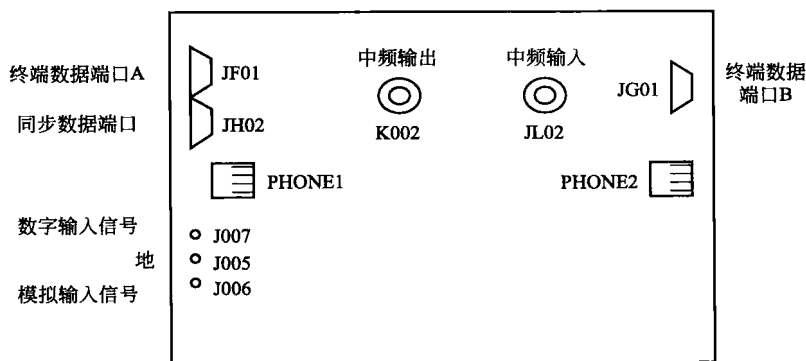 终端数据端口A
JF01
中频输出
中频输入
终端数据
端口B
JG01
同步数据端口
JH02
K002
JL02
PHONE1
PHONE2
数字输入信号
J007
地
J005
模拟输入信号
J006